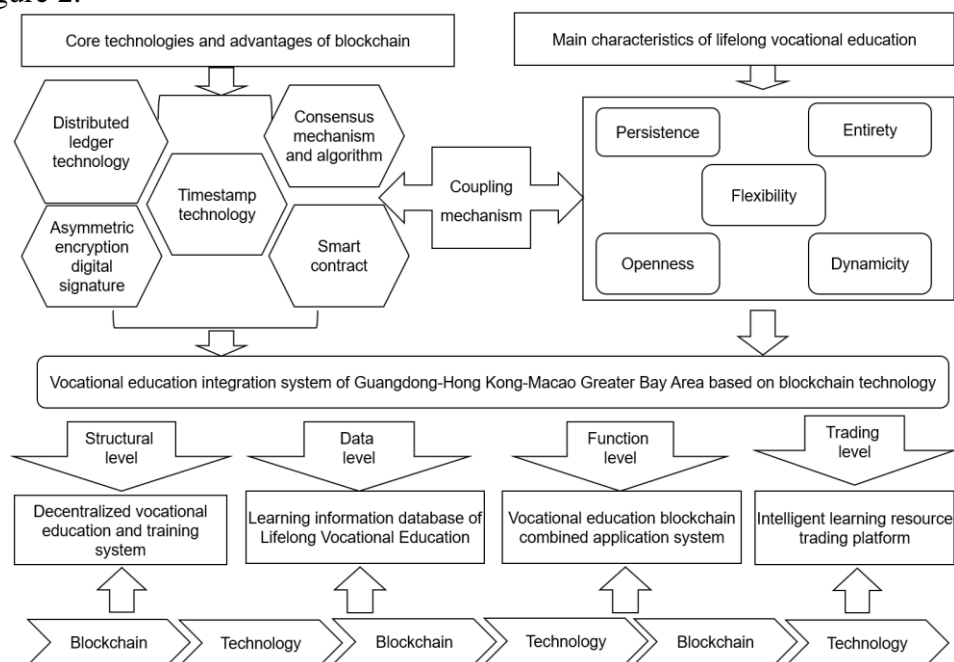 gure 2.
Core technologies and advantages of blockchain
Main characteristics of lifelong vocational education
Distributed
ledger
technology
Consensus
mechanism
and algorithm
Timestamp
technology
Asymmetric
encryption
digital
signature
Smart
contract
Coupling
mechanism
Persistence
Entirety
Flexibility
Openness
Dynamicity
Vocational education integration system of Guangdong-Hong Kong-Macao Greater Bay Area based on blockchain technology
Structural
level
Data
level
Function
level
Trading
level
Decentralized vocational
education and training
system
Learning information database of
Lifelong Vocational Education
Vocational education blockchain
combined application system
Intelligent learning resource
trading platform
Blockchain
Technology
Blockchain
Technology
Blockchain
Technology